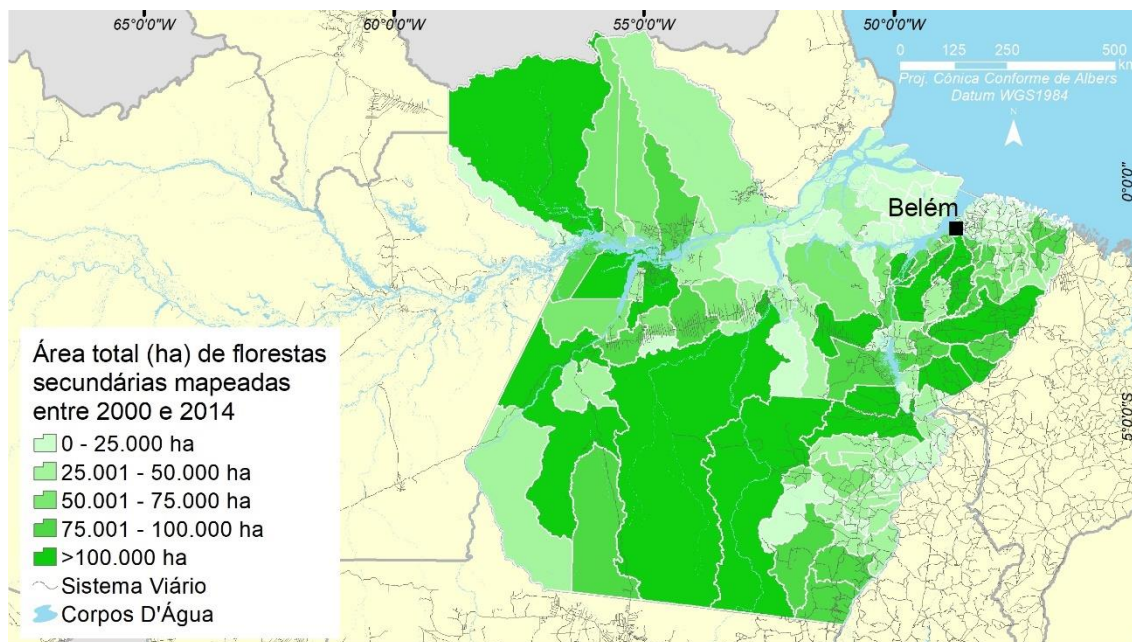 65°0'0"W
60°0'0"W
55°0'0"W
50°0'0"W
0 125 250 500
km
Proj. Cônica Conforme de Albers
Datum WGS1984
N
0°0'0"
Belém
5°0'0"S
Área total (ha) de florestas
secundárias mapeadas
entre 2000 e 2014
0 - 25.000 ha
25.001 - 50.000 ha
50.001 - 75.000 ha
75.001 - 100.000 ha
>100.000 ha
Sistema Viário
Corpos D'Água